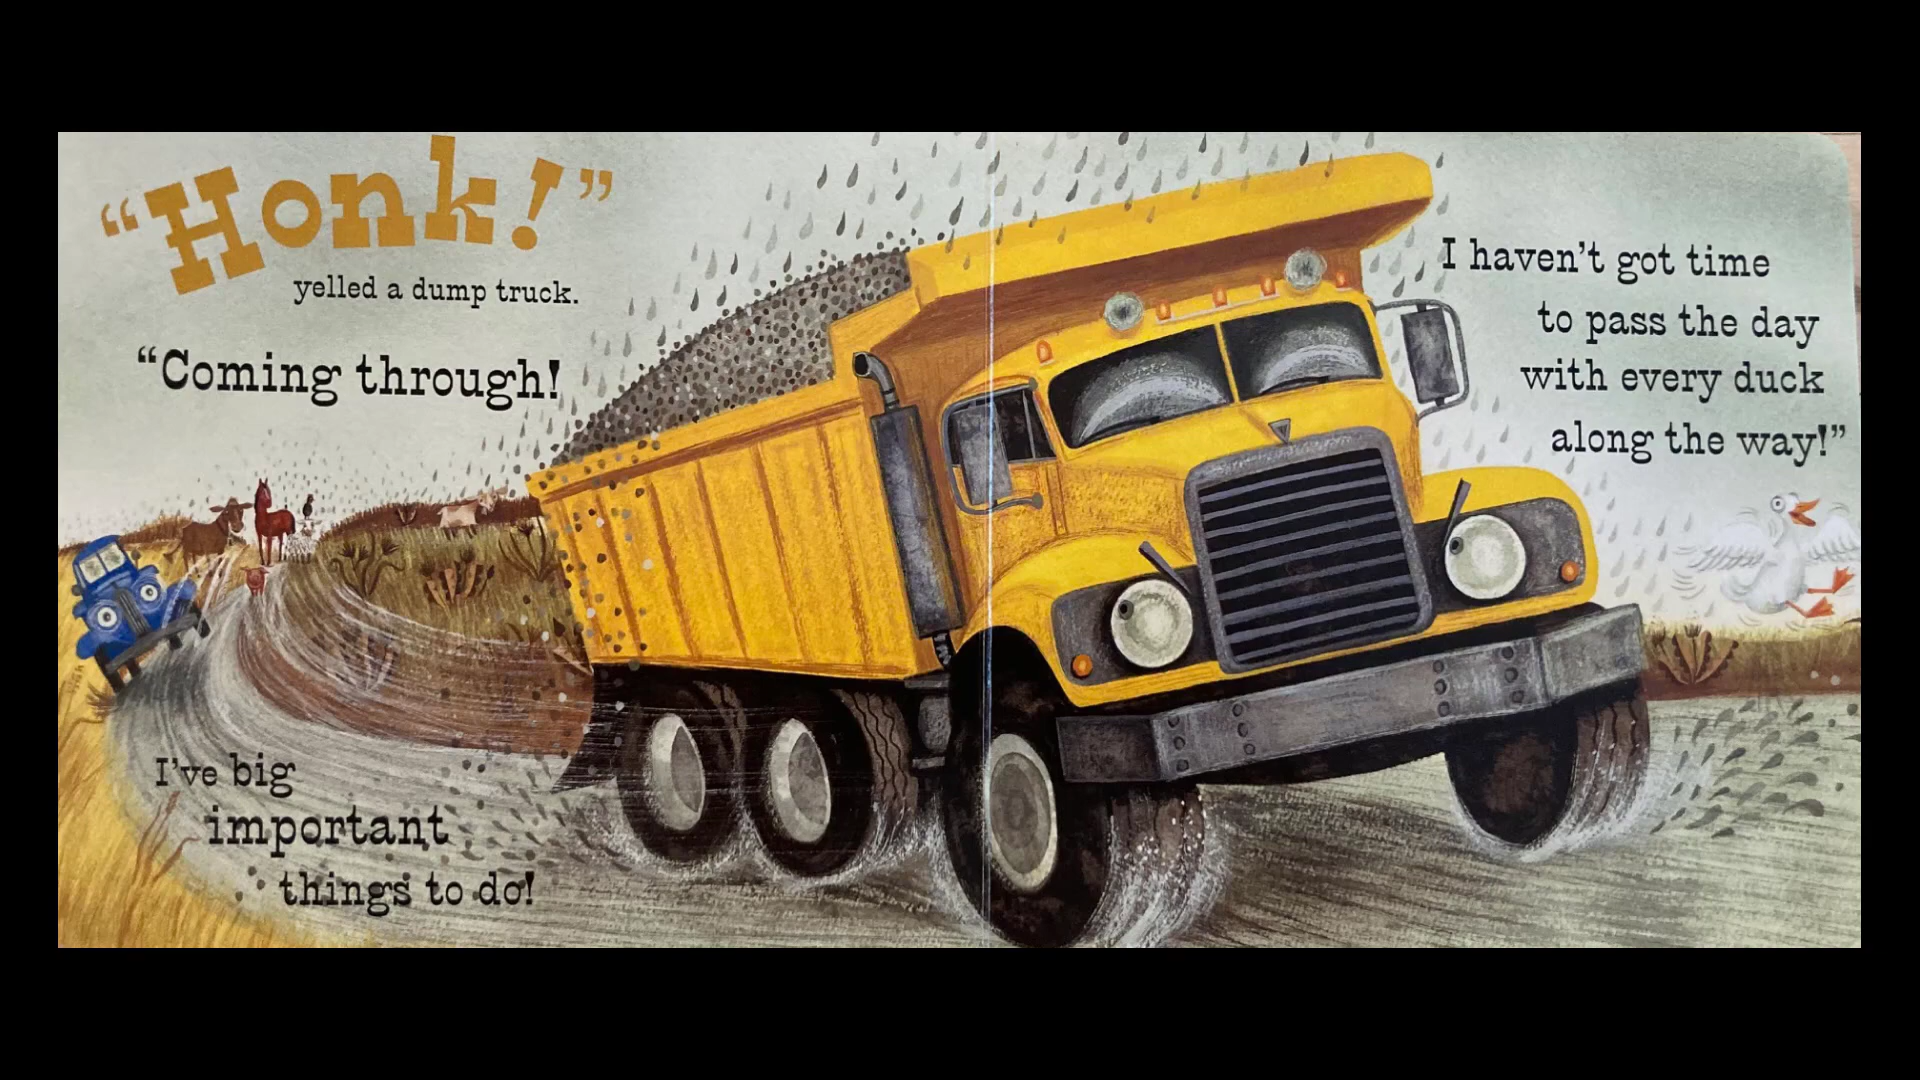 “Honk!”
yelled a dump truck.
“Coming through!
I’ve big
important
things to do!
I haven’t got time
to pass the day
with every duck
along the way!”